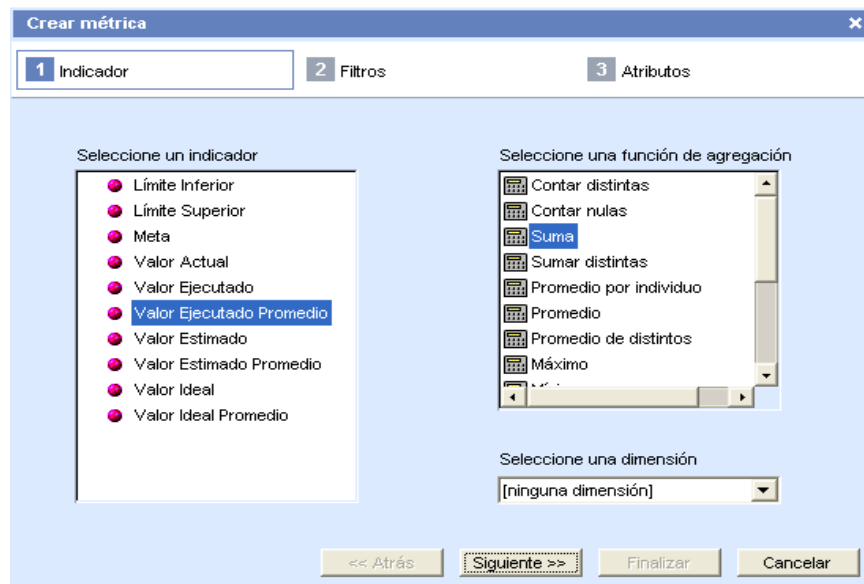 Crear métrica
1 Indicador
2 Filtros
3 Atributos
Seleccione un indicador
Límite Inferior
Límite Superior
Meta
Valor Actual
Valor Ejecutado
Valor Ejecutado Promedio
Valor Estimado
Valor Estimado Promedio
Valor Ideal
Valor Ideal Promedio
Seleccione una función de agregación
Contar distintas
Contar nulas
Suma
Sumar distintas
Promedio por individuo
Promedio
Promedio de distintos
Máximo
Seleccione una dimensión
[ninguna dimensión]
<< Atrás
Siguiente >>
Finalizar
Cancelar